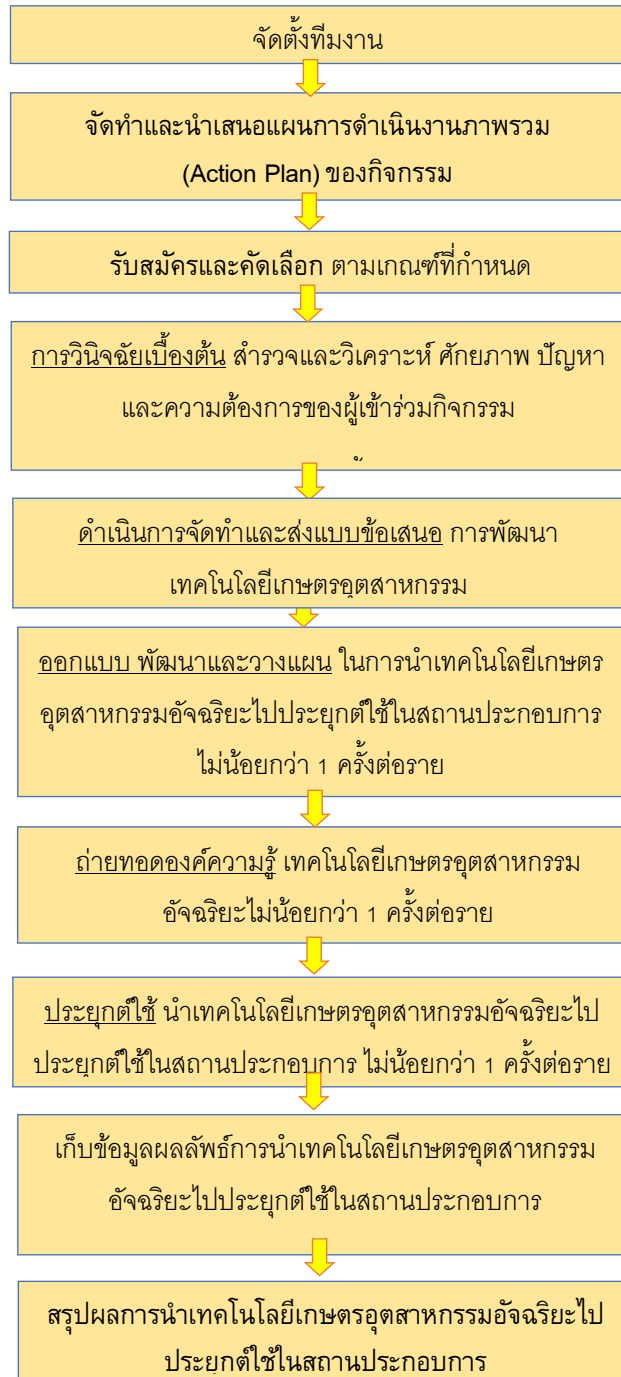 จัดตั้งทีมงาน
จัดทำและนำเสนอแผนการดำเนินงานภาพรวม
(Action Plan) ของกิจกรรม
รับสมัครและคัดเลือก ตามเกณฑ์ที่กำหนด
การวินิจฉัยเบื้องต้น สำรวจและวิเคราะห์ ศักยภาพ ปัญหา
และความต้องการของผู้เข้าร่วมกิจกรรม
ดำเนินการจัดทำและส่งแบบข้อเสนอ การพัฒนา
เทคโนโลยีเกษตรอุตสาหกรรม
ออกแบบ พัฒนาและวางแผน ในการนำเทคโนโลยีเกษตร
อุตสาหกรรมอัจฉริยะไปประยุกต์ใช้ในสถานประกอบการ
ไม่น้อยกว่า 1 ครั้งต่อราย
ถ่ายทอดองค์ความรู้ เทคโนโลยีเกษตรอุตสาหกรรม
อัจฉริยะไม่น้อยกว่า 1 ครั้งต่อราย
ประยุกต์ใช้ นำเทคโนโลยีเกษตรอุตสาหกรรมอัจฉริยะไป
ประยุกต์ใช้ในสถานประกอบการ ไม่น้อยกว่า 1 ครั้งต่อราย
เก็บข้อมูลผลลัพธ์การนำเทคโนโลยีเกษตรอุตสาหกรรม
อัจฉริยะไปประยุกต์ใช้ในสถานประกอบการ
สรุปผลการนำเทคโนโลยีเกษตรอุตสาหกรรมอัจฉริยะไป
ประยุกต์ใช้ในสถานประกอบการ